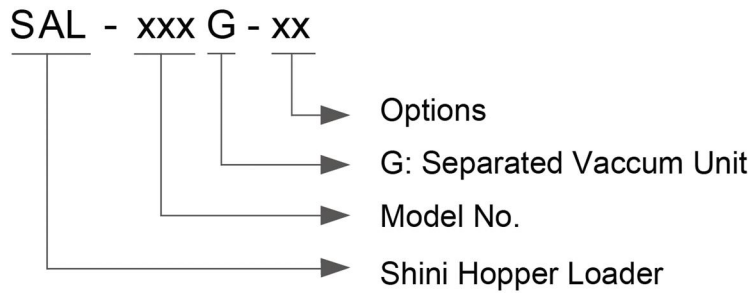 SAL - xxx G - xx
Options
G: Separated Vaccum Unit
Model No.
Shini Hopper Loader